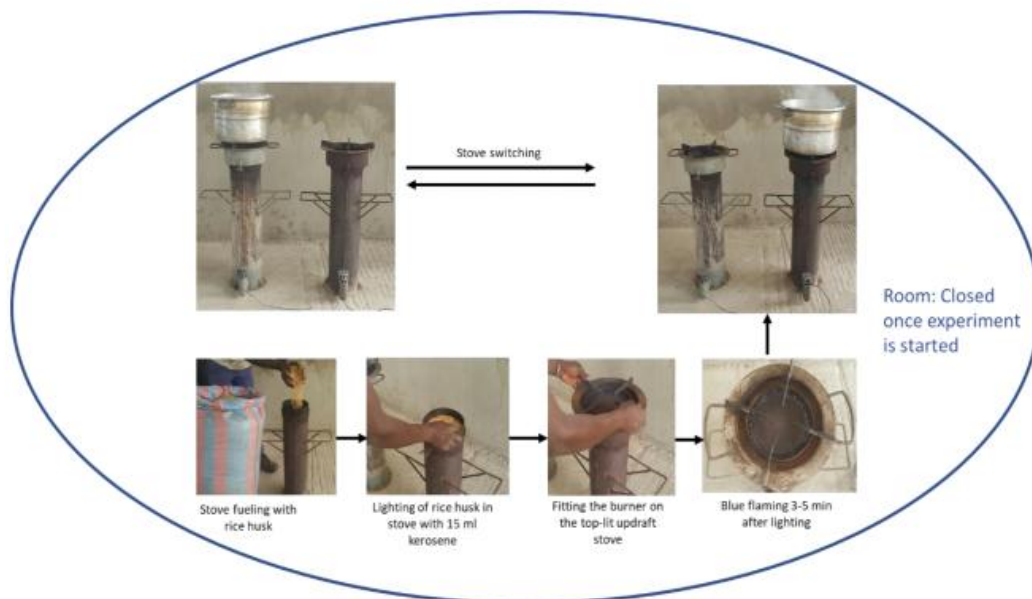 Stove switching
Room: Closed
once experiment
is started
Stove fueling with
rice husk
Lighting of rice husk in
stove with 15 ml
kerosene
Fitting the burner on
the top-lit updraft
stove
Blue flaming 3-5 min
after lighting